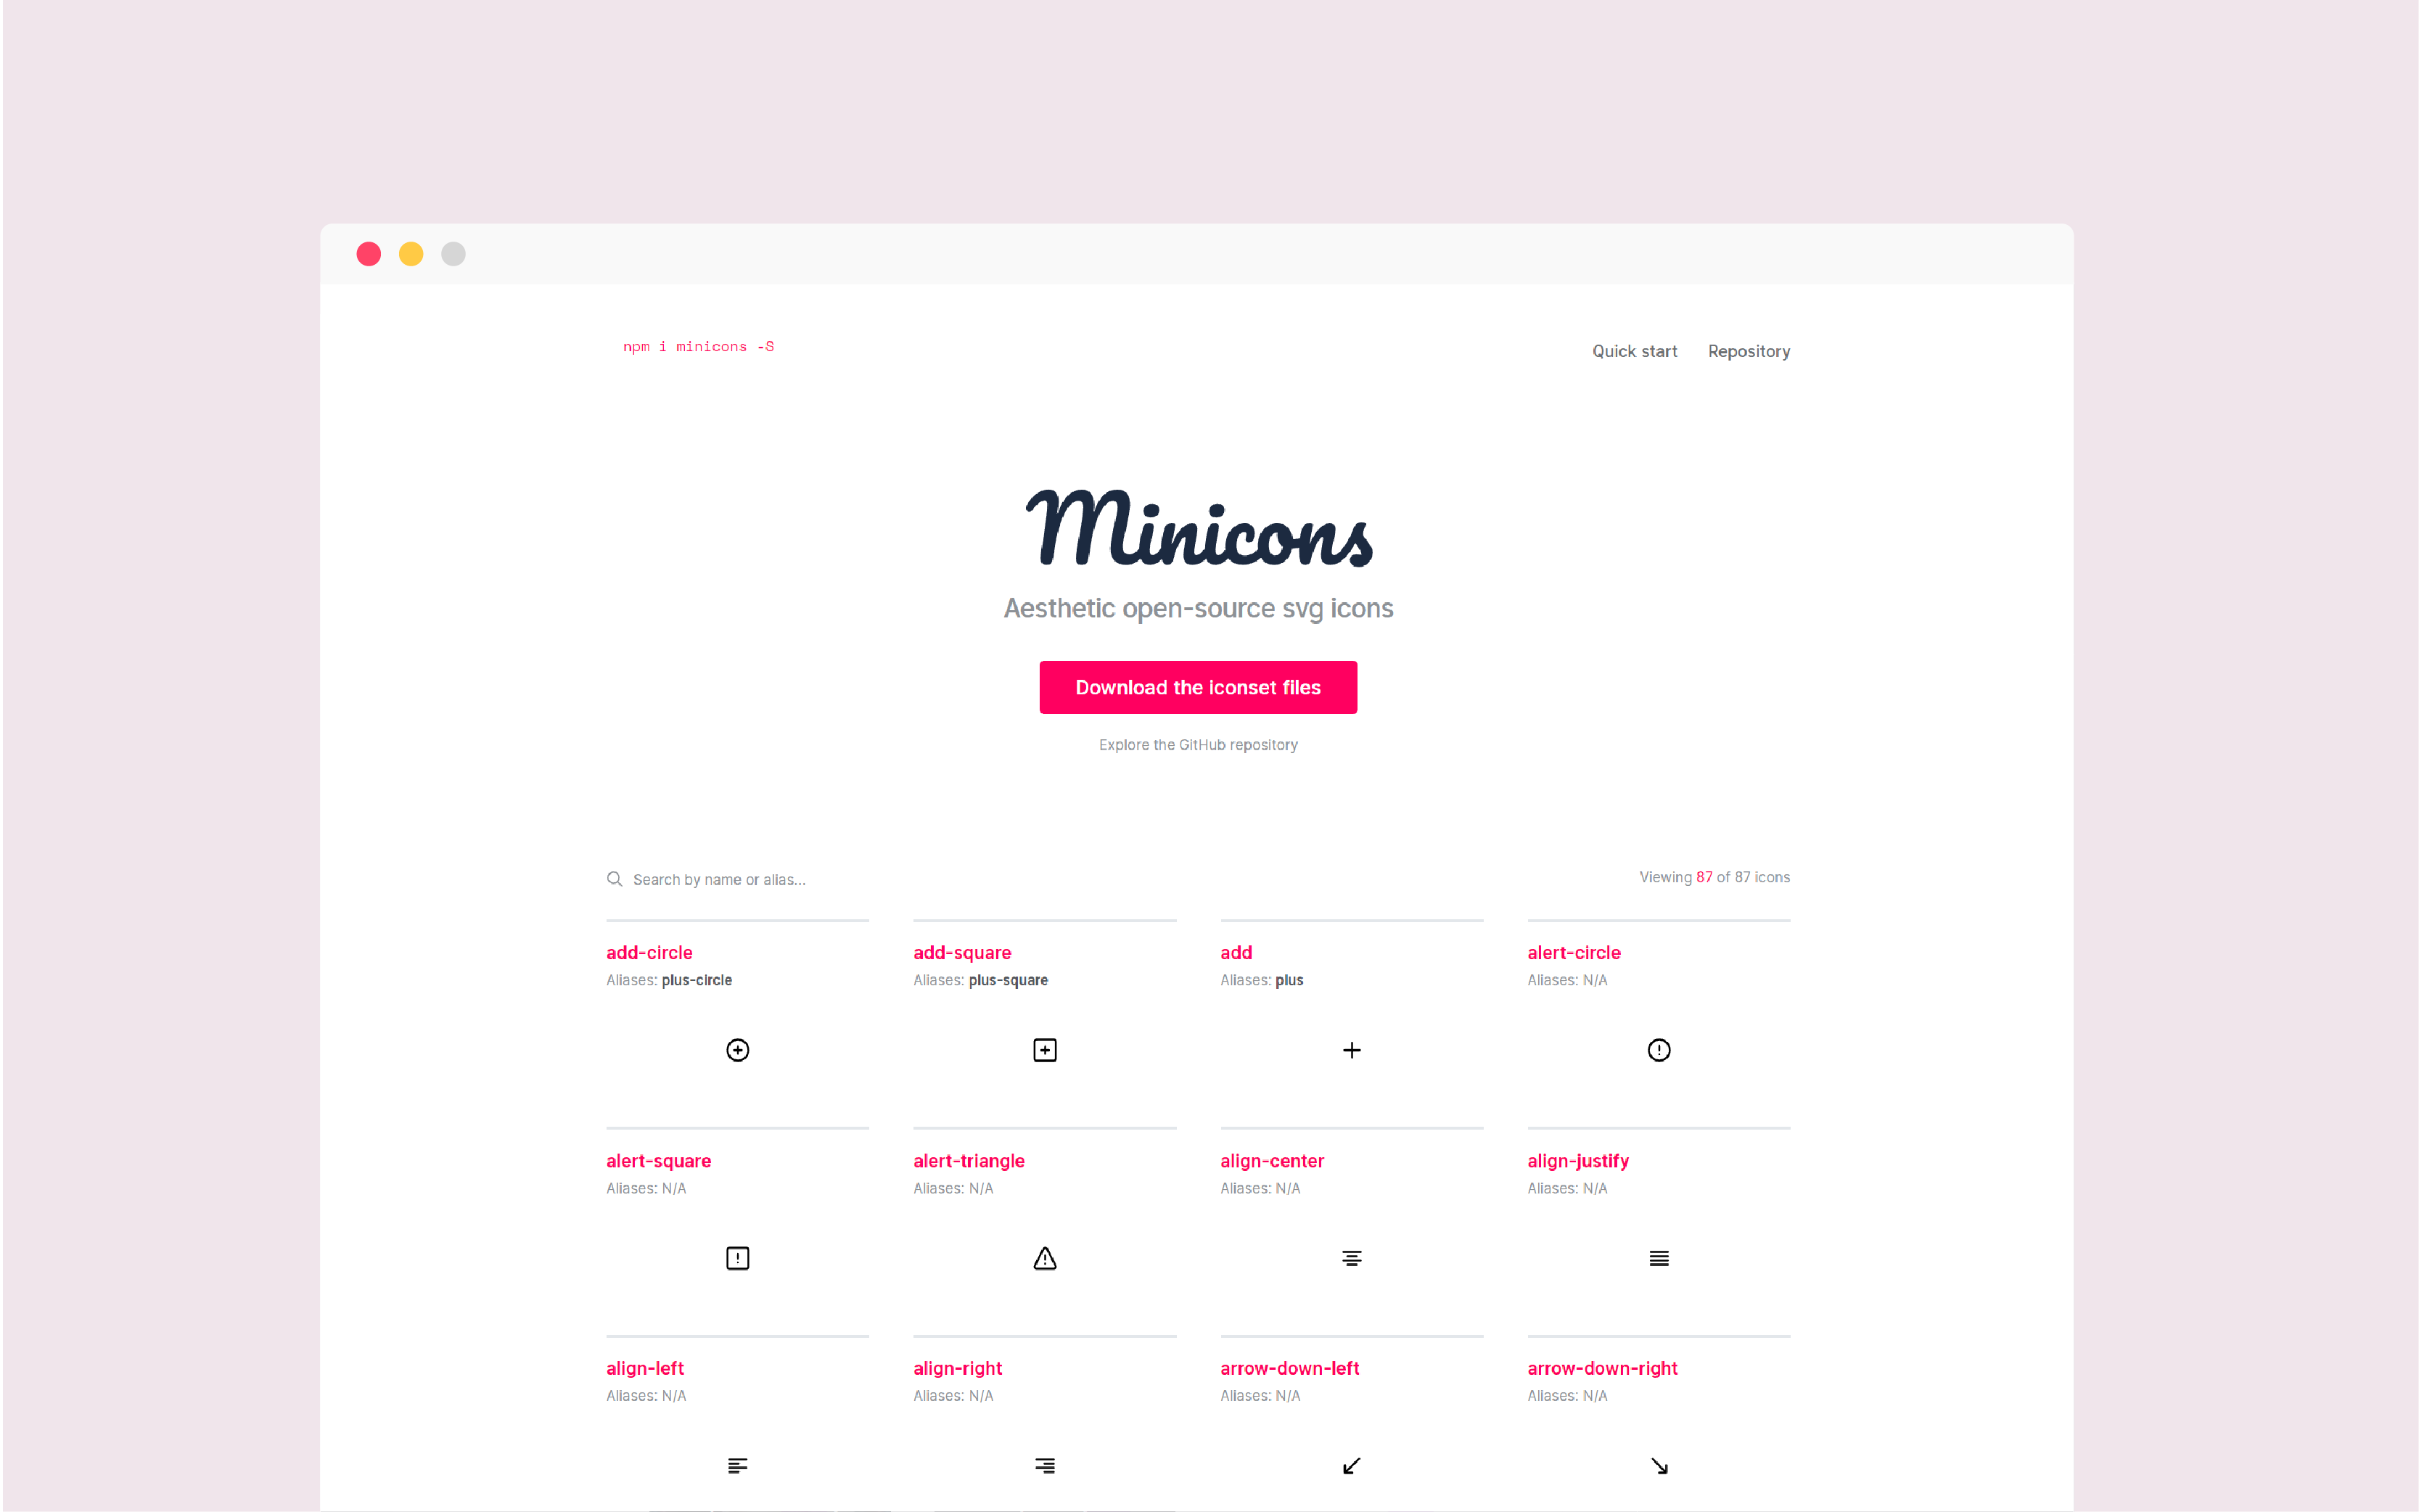 npm i minicons -S
Quick start
Repository
Minicons
Aesthetic open-source svg icons
Download the iconset files
Explore the GitHub repository
Search by name or alias...
Viewing 87 of 87 icons
add-circle
Aliases: plus-circle
add-square
Aliases: plus-square
add
Aliases: plus
alert-circle
Aliases: N/A
alert-square
Aliases: N/A
alert-triangle
Aliases: N/A
align-center
Aliases: N/A
align-justify
Aliases: N/A
align-left
Aliases: N/A
align-right
Aliases: N/A
arrow-down-left
Aliases: N/A
arrow-down-right
Aliases: N/A